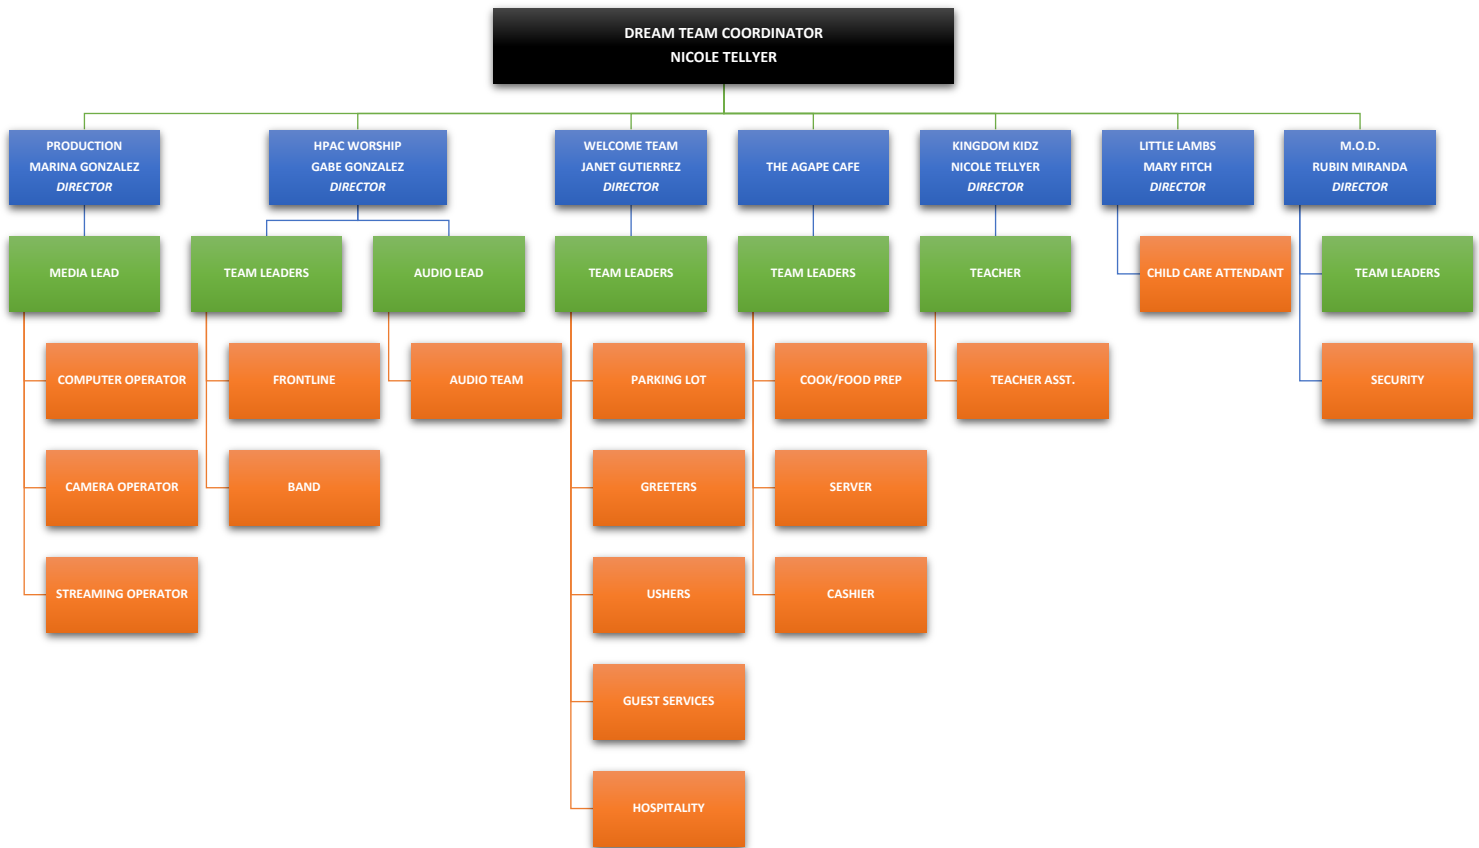 DREAM TEAM COORDINATOR
NICOLE TELLYER
PRODUCTION
MARINA GONZALEZ
DIRECTOR
HPAC WORSHIP
GABE GONZALEZ
DIRECTOR
WELCOME TEAM
JANET GUTIERREZ
DIRECTOR
THE AGAPE CAFE
KINGDOM KIDZ
NICOLE TELLYER
DIRECTOR
LITTLE LAMBS
MARY FITCH
DIRECTOR
M.O.D.
RUBIN MIRANDA
DIRECTOR
MEDIA LEAD
TEAM LEADERS
AUDIO LEAD
TEAM LEADERS
TEAM LEADERS
TEACHER
CHILD CARE ATTENDANT
TEAM LEADERS
COMPUTER OPERATOR
FRONTLINE
AUDIO TEAM
PARKING LOT
COOK/FOOD PREP
TEACHER ASST.
SECURITY
CAMERA OPERATOR
BAND
GREETERS
SERVER
STREAMING OPERATOR
USHERS
CASHIER
GUEST SERVICES
HOSPITALITY